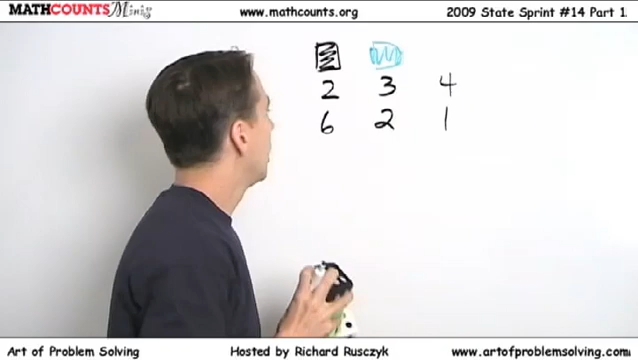 MATHCOUNTS Minis www.mathcounts.org 2009 State Sprint #14 Part 1
2 3 4
6 2 1
Art of Problem Solving Hosted by Richard Rusczyk www.artofproblemsolving.com